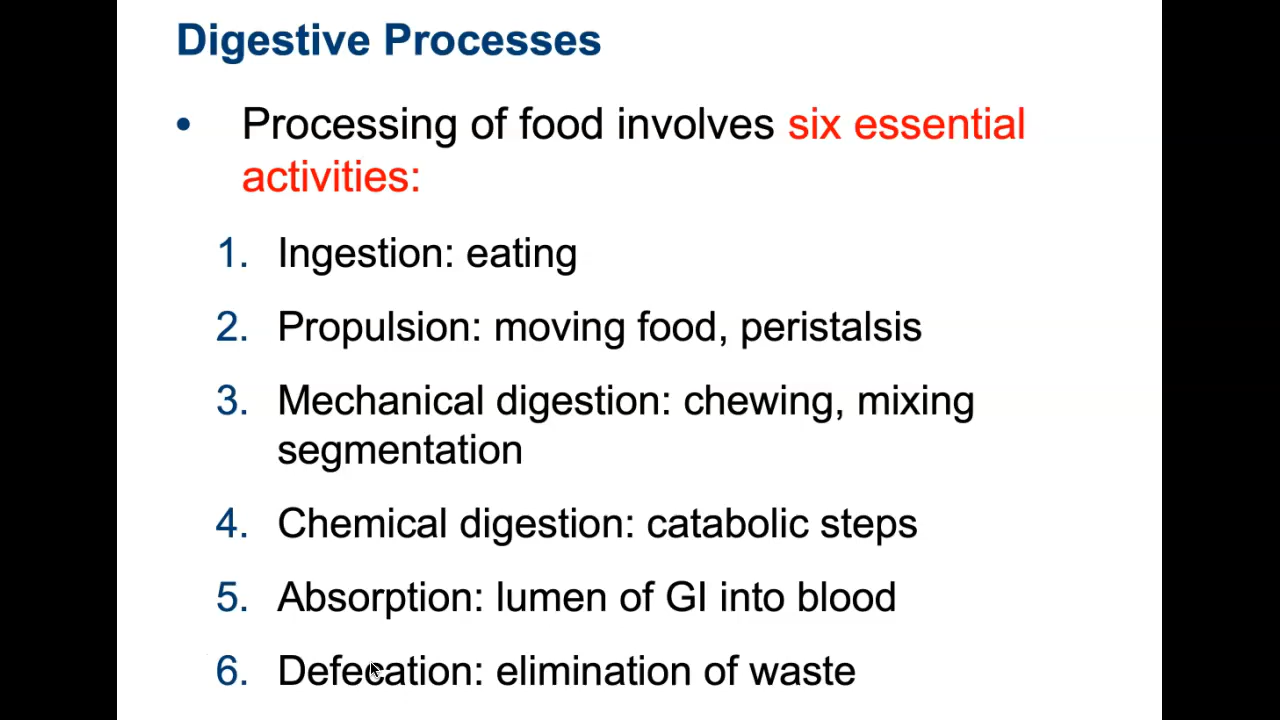 Digestive Processes
• Processing of food involves six essential
activities:
1. Ingestion: eating
2. Propulsion: moving food, peristalsis
3. Mechanical digestion: chewing, mixing
segmentation
4. Chemical digestion: catabolic steps
5. Absorption: lumen of GI into blood
6. Defecation: elimination of waste